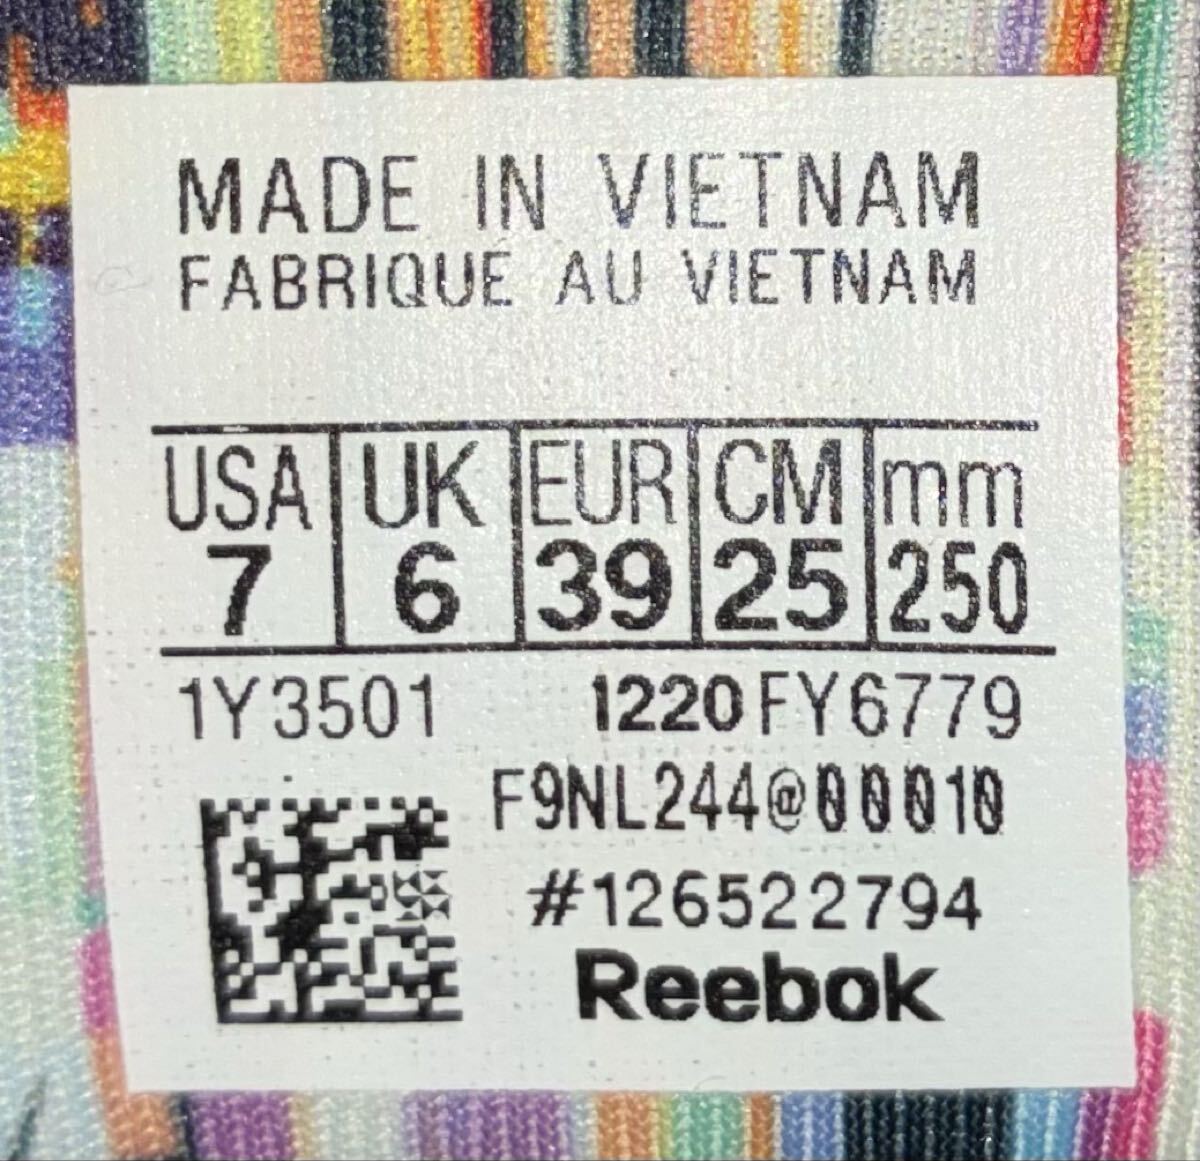 MADE IN VIETNAM
FABRIQUE AU VIETNAM
USA UK EUR CM mm
7 6 39 25 250
1Y3501 1220 FY6779
F9NL244@00010
#126522794
Reebok